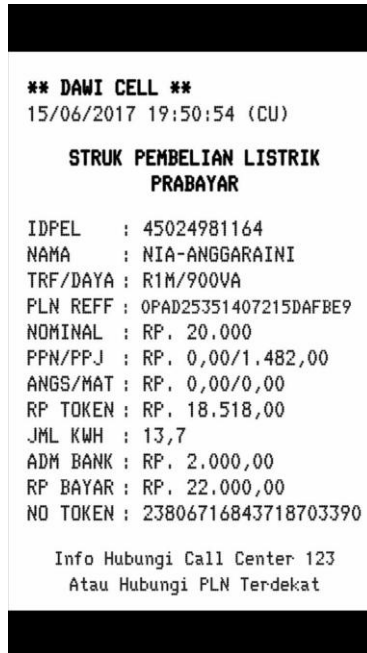 ** DAWI CELL **
15/06/2017 19:50:54 (CU)
STRUK PEMBELIAN LISTRIK
PRABAYAR
IDPEL : 45024981164
NAMA : NIA-ANGGARAINI
TRF/DAYA : R1M/900VA
PLN REFF : 0PAD25351407215DAFBE9
NOMINAL : RP. 20.000
PPN/PPJ : RP. 0,00/1.482,00
ANGS/MAT : RP. 0,00/0,00
RP TOKEN : RP. 18.518,00
JML KWH : 13,7
ADM BANK : RP. 2.000,00
RP BAYAR : RP. 22.000,00
NO TOKEN : 23806716843718703390
Info Hubungi Call Center 123
Atau Hubungi PLN Terdekat